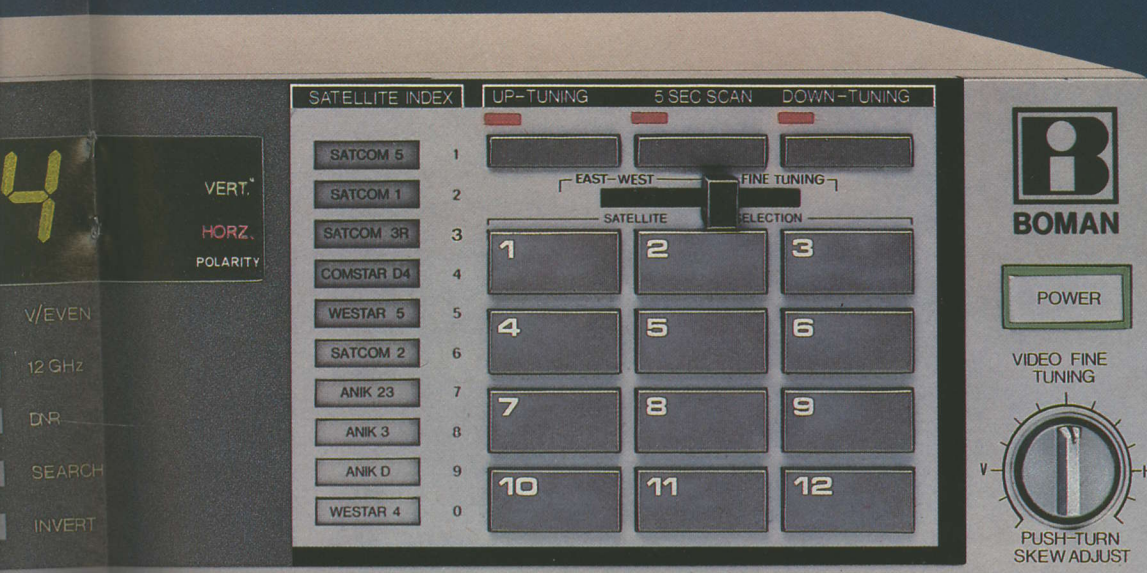 4
VERT.
HORZ.
POLARITY
V/EVEN
12 GHz
DNR
SEARCH
INVERT
SATELLITE INDEX
SATCOM 5 1
SATCOM 1 2
SATCOM 3R 3
COMSTAR D4 4
WESTAR 5 5
SATCOM 2 6
ANIK 23 7
ANIK 3 8
ANIK D 9
WESTAR 4 0
UP-TUNING 5 SEC SCAN DOWN-TUNING
EAST-WEST FINE TUNING
SATELLITE SELECTION
1 2 3
4 5 6
7 8 9
10 11 12
B
BOMAN
POWER
VIDEO FINE
TUNING
V H
PUSH-TURN
SKEW ADJUST